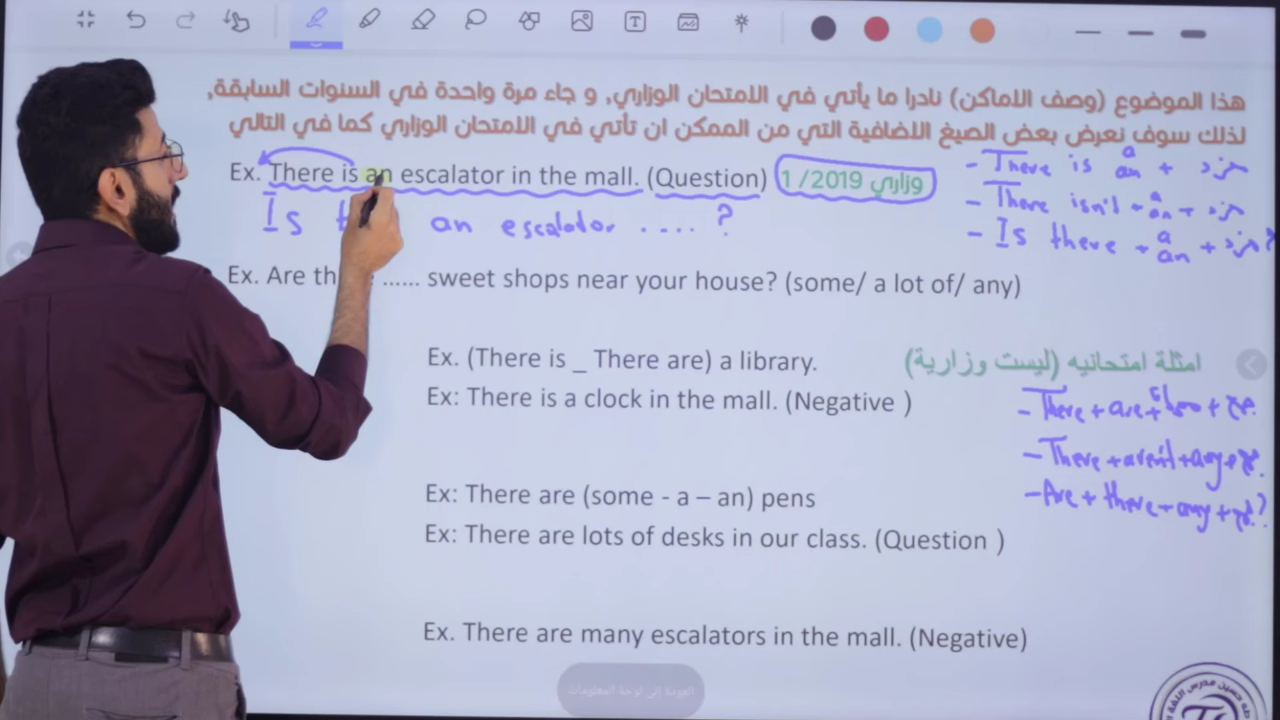 هذا الموضوع (وصف الاماكن) نادرا ما يأتي في الامتحان الوزاري, و جاء مرة واحدة في السنوات السابقة,
لذلك سوف نعرض بعض الصيغ الاضافية التي من الممكن ان تأتي في الامتحان الوزاري كما في التالي
Ex. There is an escalator in the mall. (Question) وزاري 2019/ 1
Is an escalator .... ?
- There is a an + مفرد
- There isn't + a an + مفرد
- Is there + a an + مفرد?
Ex. Are ...... sweet shops near your house? (some/ a lot of/ any)
Ex. (There is _ There are) a library.
امثلة امتحانيه (ليست وزارية)
Ex: There is a clock in the mall. (Negative )
- There + are +
- There + aren't + any +
- Are + there + any + ?
Ex: There are (some - a – an) pens
Ex: There are lots of desks in our class. (Question )
Ex. There are many escalators in the mall. (Negative)
العودة إلى لوحة المعلومات